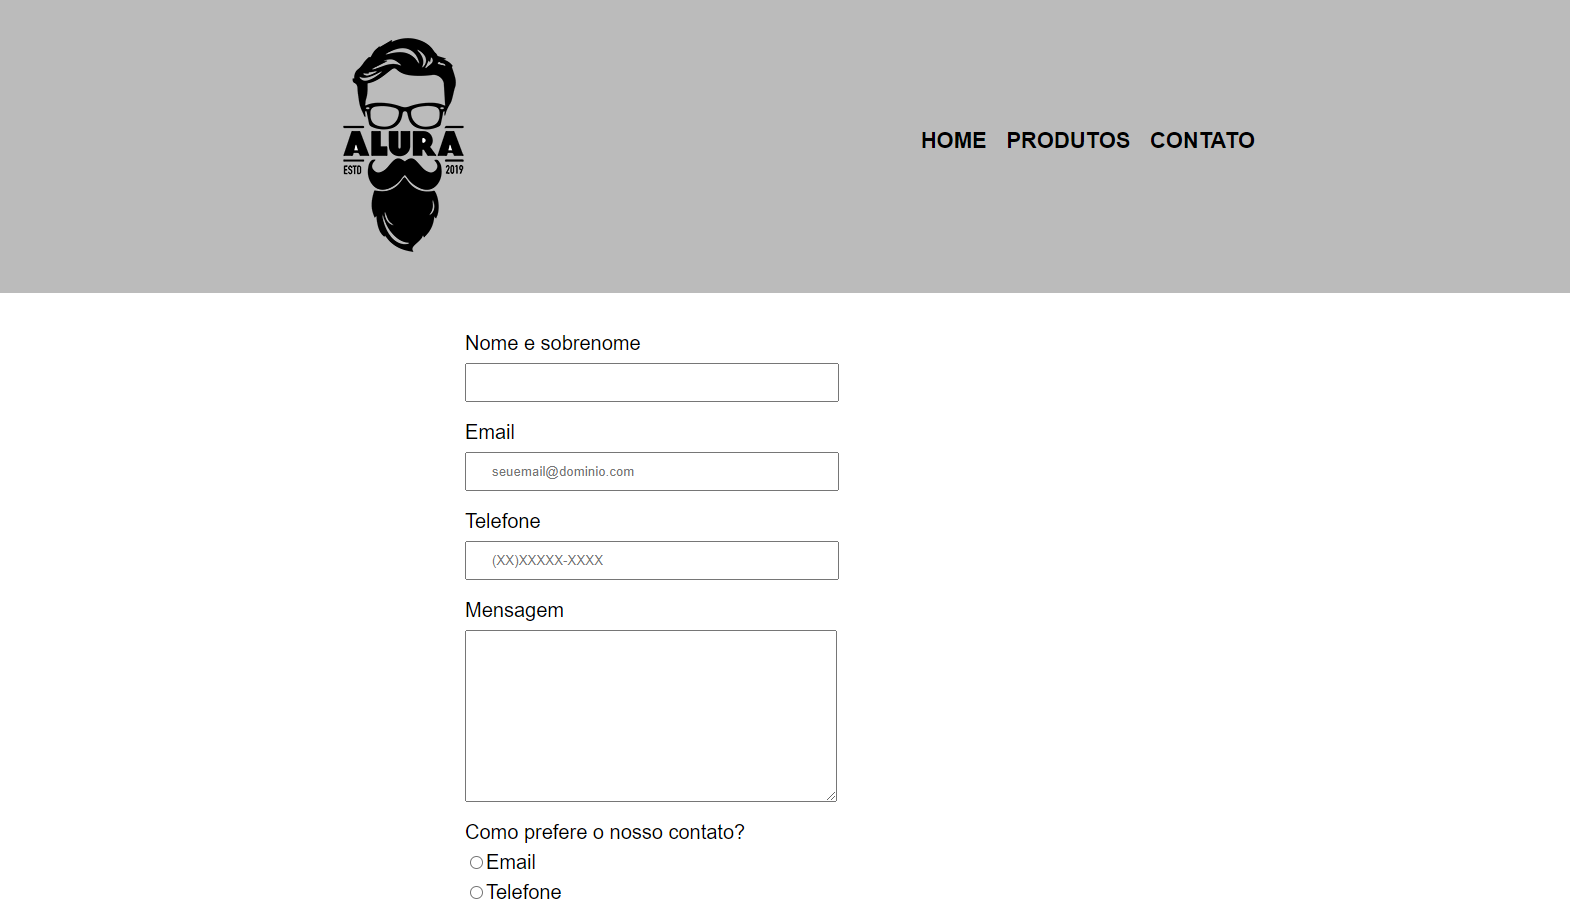 ALURA
ESTD 2019
HOME PRODUTOS CONTATO
Nome e sobrenome
Email
seuemail@dominio.com
Telefone
(XX)XXXXX-XXXX
Mensagem
Como prefere o nosso contato?
Email
Telefone